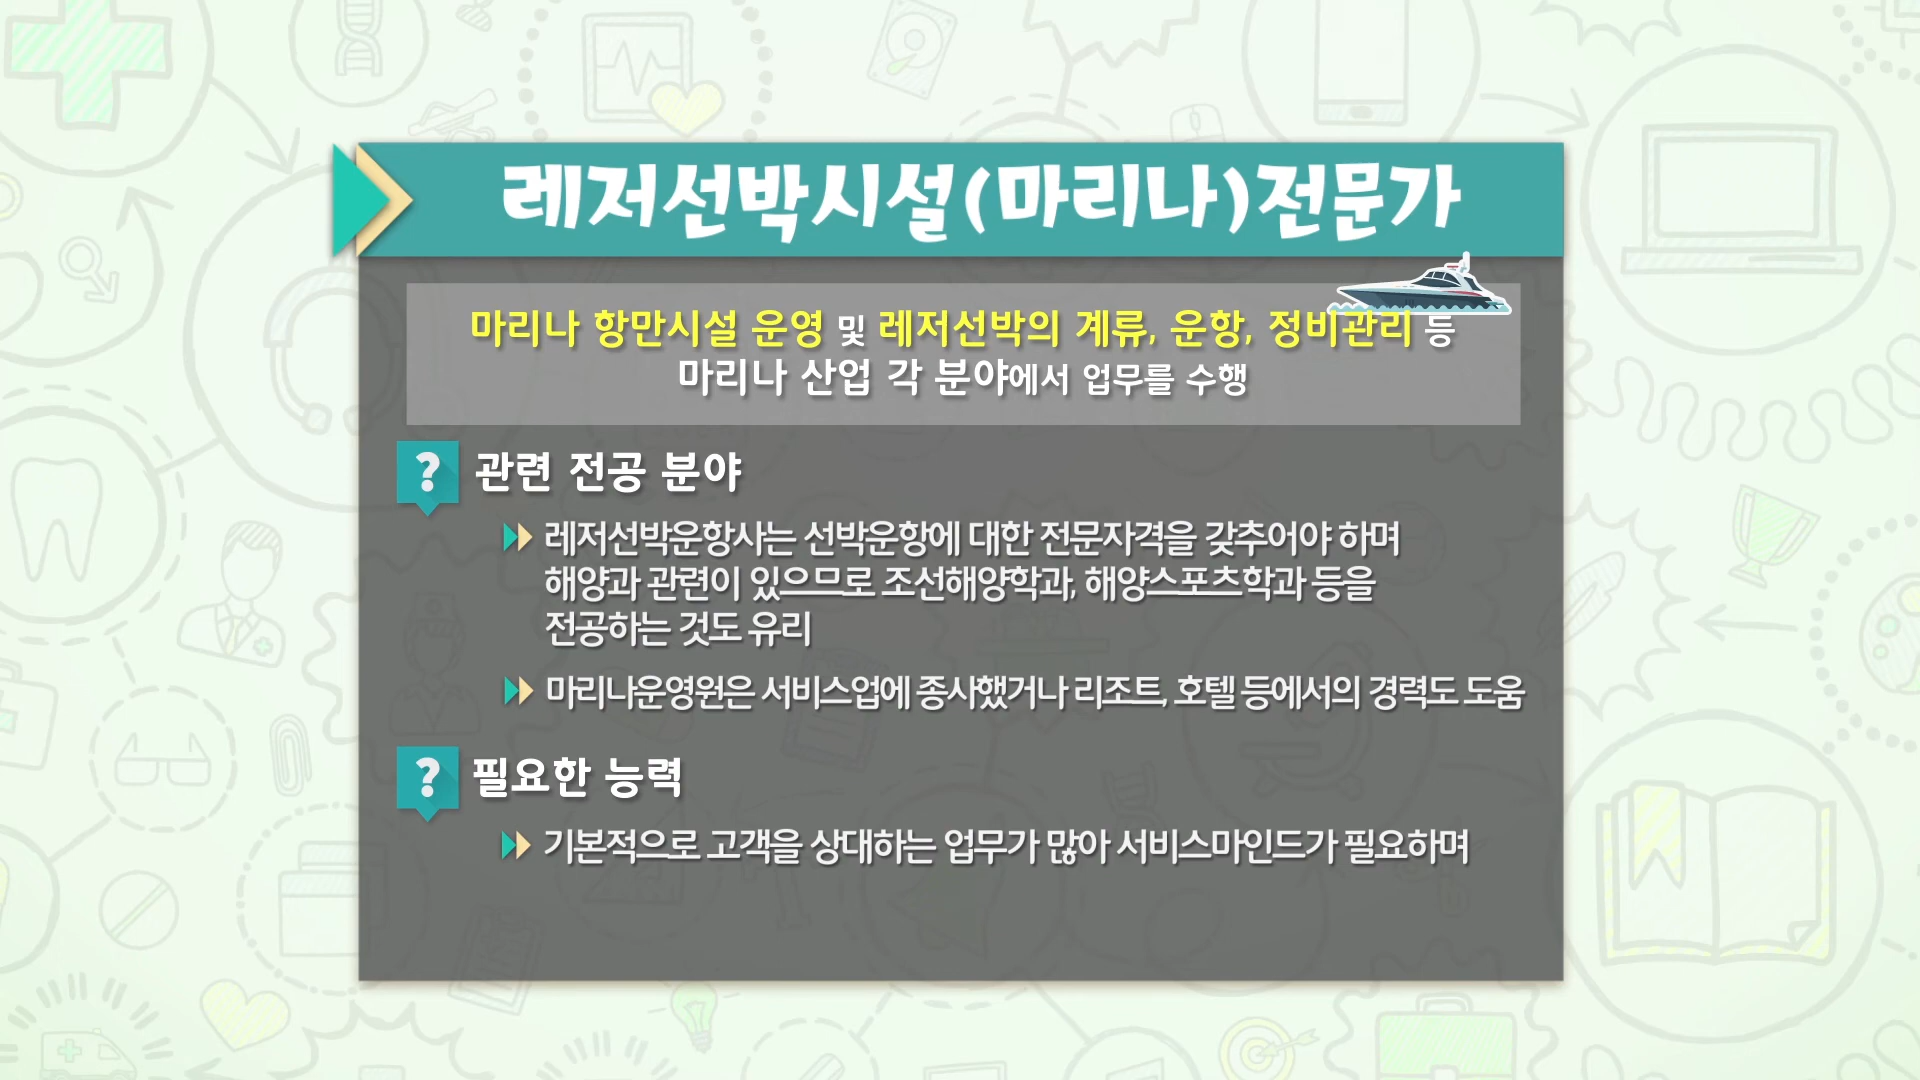 레저선박시설(마리나)전문가
마리나 항만시설 운영 및 레저선박의 계류, 운항, 정비관리 등
마리나 산업 각 분야에서 업무를 수행
? 관련 전공 분야
레저선박운항사는 선박운항에 대한 전문자격을 갖추어야 하며
해양과 관련이 있으므로 조선해양학과, 해양스포츠학과 등을
전공하는 것도 유리
마리나운영원은 서비스업에 종사했거나 리조트, 호텔 등에서의 경력도 도움
? 필요한 능력
기본적으로 고객을 상대하는 업무가 많아 서비스마인드가 필요하며